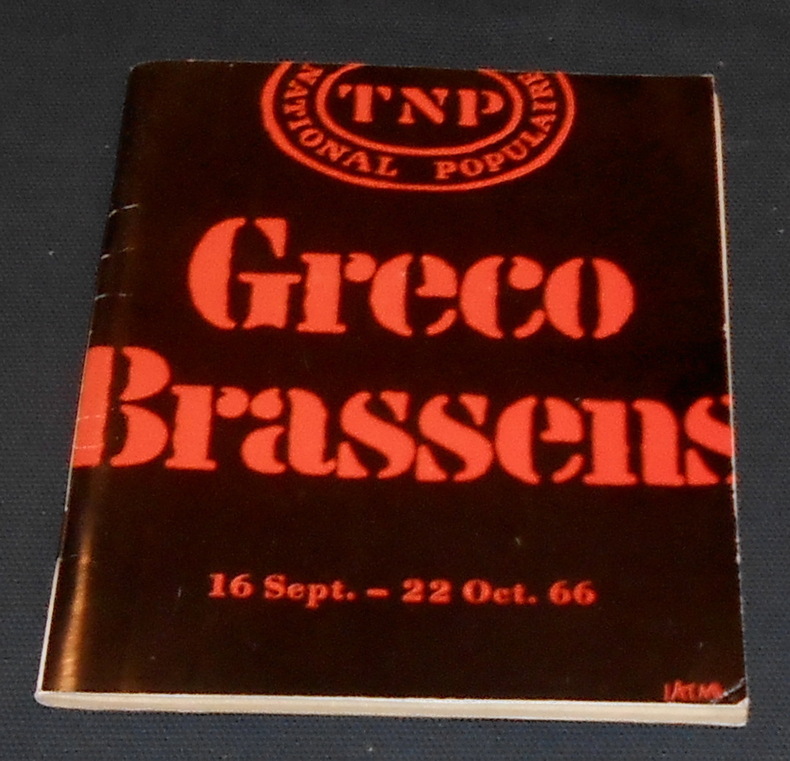 TNP
NATIONAL POPULAIRE
Greco
Brassens
16 Sept. – 22 Oct. 66